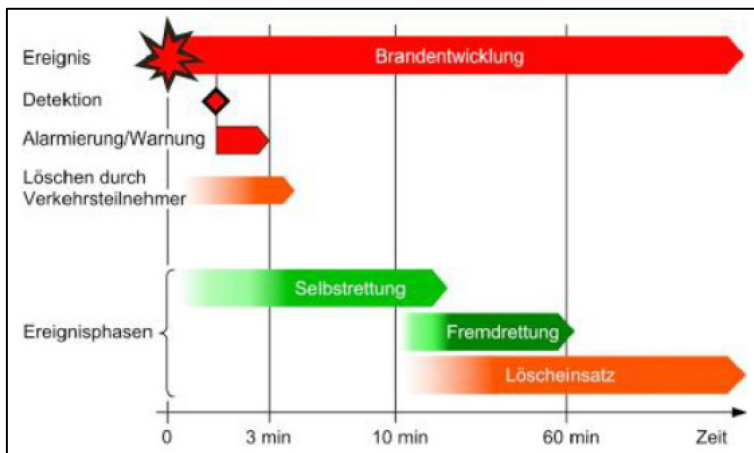 Ereignis
Brandentwicklung
Detektion
Alarmierung/Warnung
Löschen durch
Verkehrsteilnehmer
Selbstrettung
Ereignisphasen
Fremdrettung
Löscheinsatz
0
3 min
10 min
60 min
Zeit